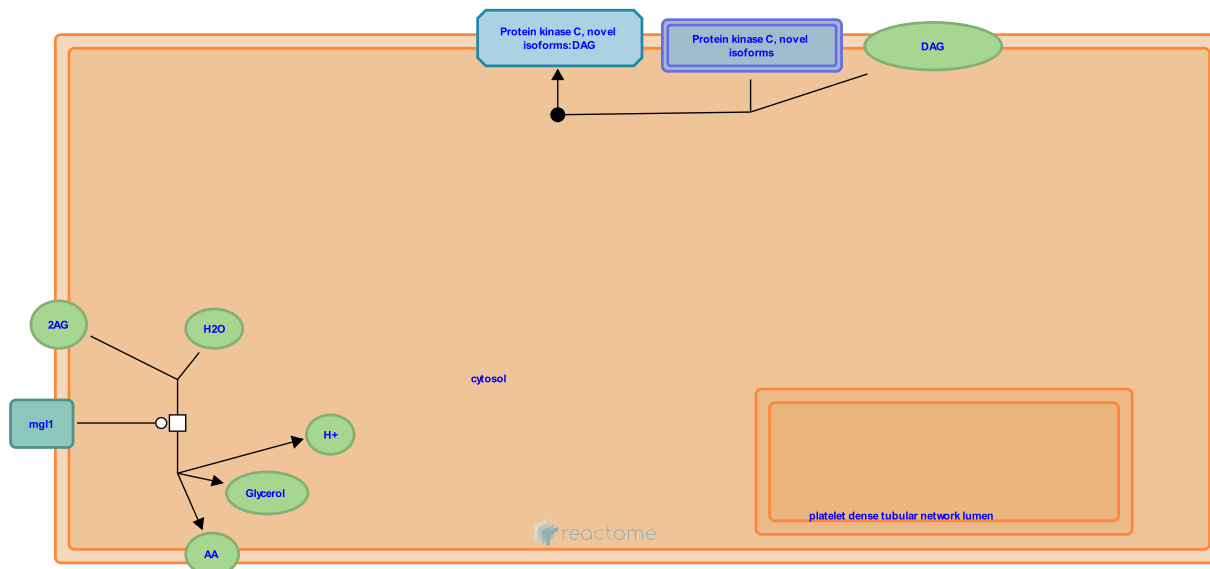 Protein kinase C, novel
isoforms:DAG
Protein kinase C, novel
isoforms
DAG
2AG
H2O
cytosol
mgl1
H+
Glycerol
platelet dense tubular network lumen
reactome
AA